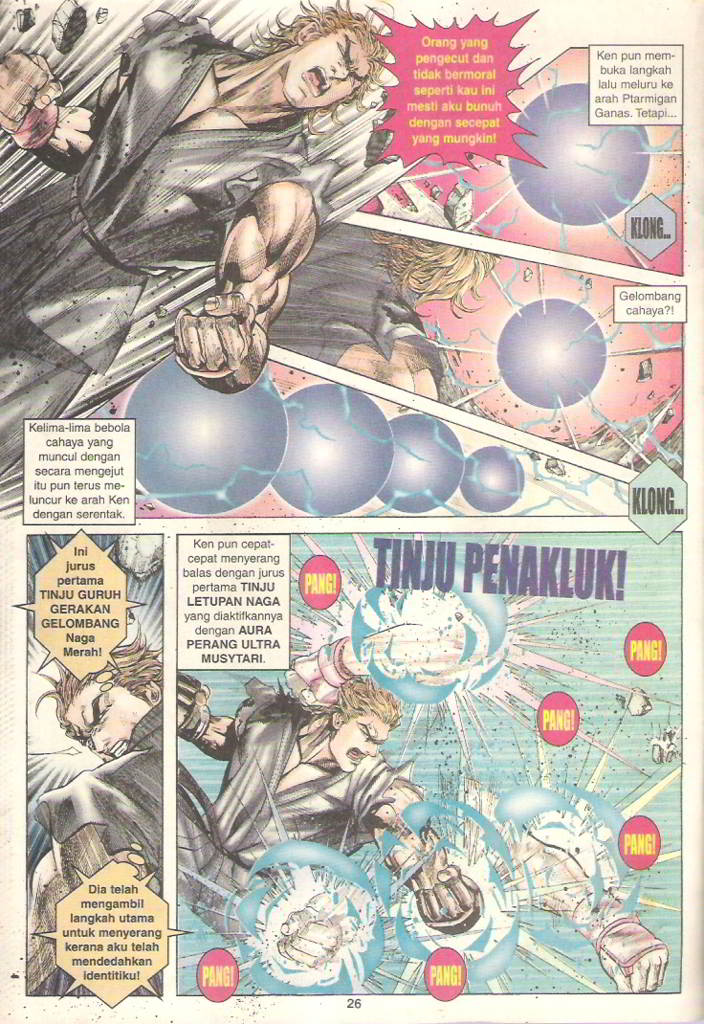 Orang yang
pengecut dan
tidak bermoral
seperti kau ini
mesti aku bunuh
dengan secepat
yang mungkin!
Ken pun mem-
buka langkah
lalu meluru ke
arah Ptarmigan
Ganas. Tetapi...
KLONG...
Gelombang
cahaya?!
Kelima-lima bebola
cahaya yang
muncul dengan
secara mengejut
itu pun terus me-
luncur ke arah Ken
dengan serentak.
KLONG...
Ini
jurus
pertama
TINJU GURUH
GERAKAN
GELOMBANG
Naga
Merah!
Dia telah
mengambil
langkah utama
untuk menyerang
kerana aku telah
mendedahkan
identitiku!
Ken pun cepat-
cepat menyerang
balas dengan jurus
pertama TINJU
LETUPAN NAGA
yang diaktifkannya
dengan AURA
PERANG ULTRA
MUSYTARI.
TINJU PENAKLUK!
PANG!
PANG!
PANG!
PANG!
PANG!
PANG!
26